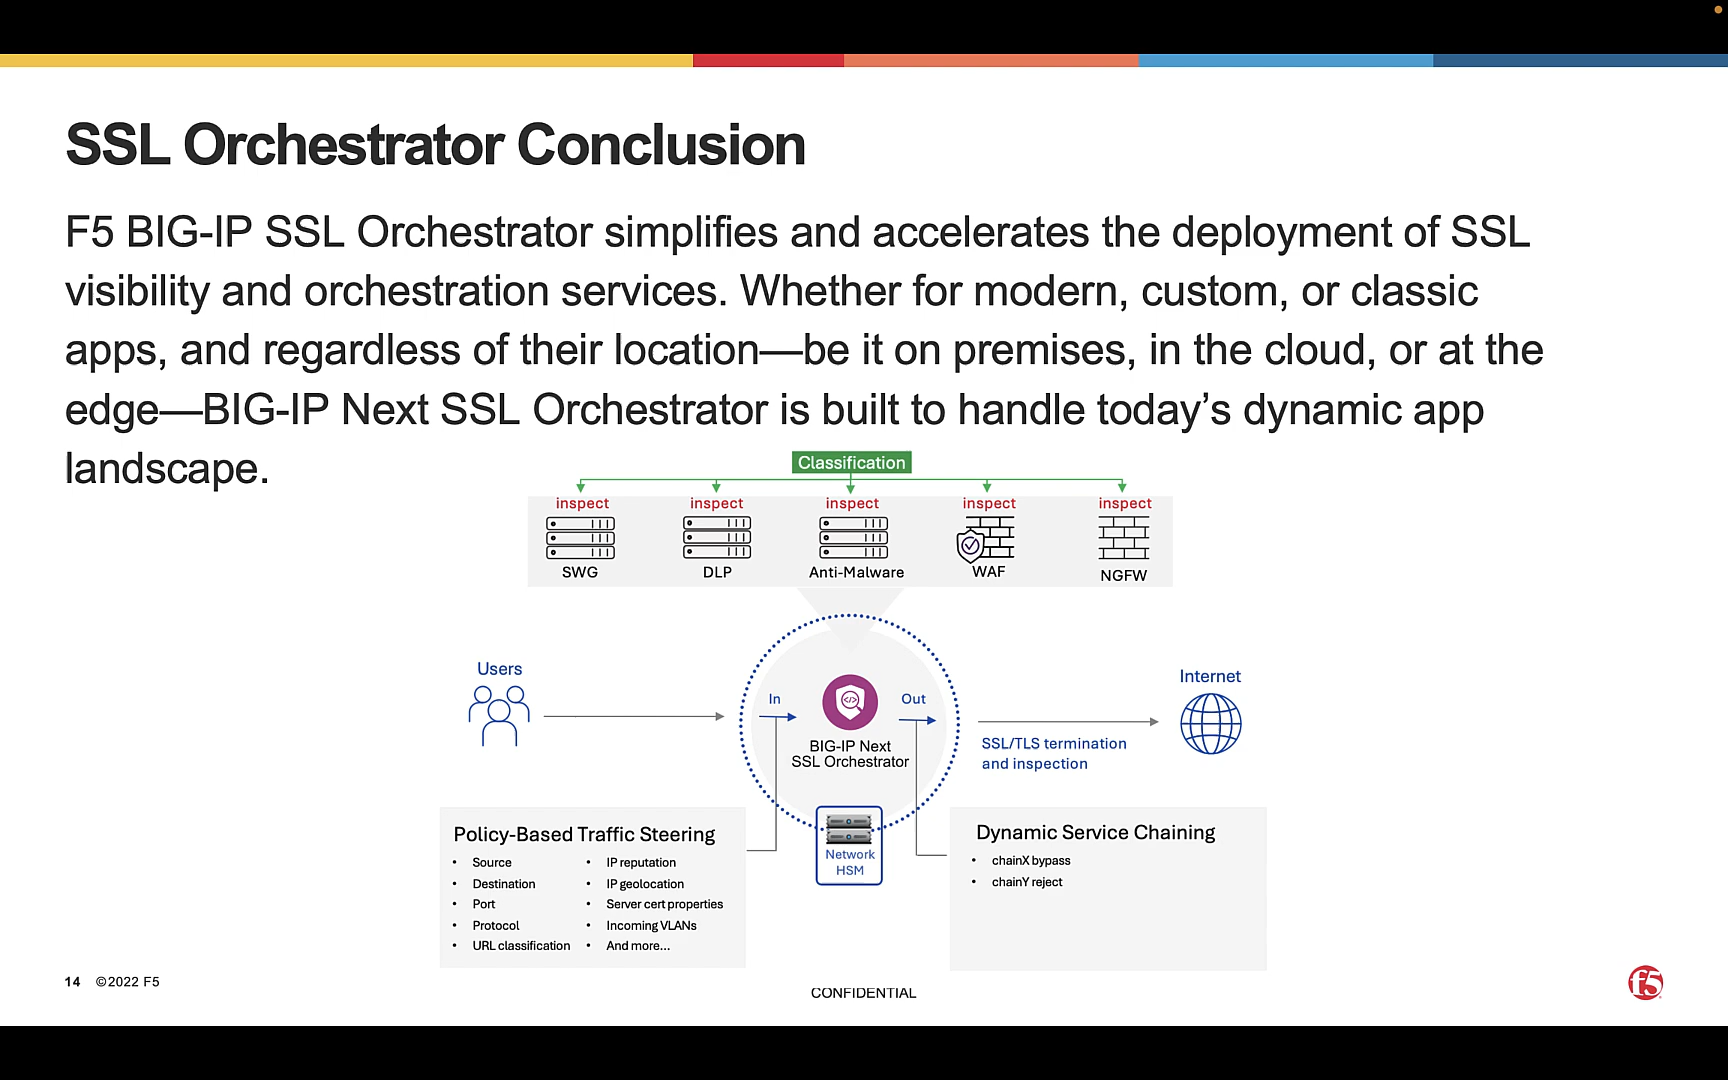 SSL Orchestrator Conclusion
F5 BIG-IP SSL Orchestrator simplifies and accelerates the deployment of SSL
visibility and orchestration services. Whether for modern, custom, or classic
apps, and regardless of their location—be it on premises, in the cloud, or at the
edge—BIG-IP Next SSL Orchestrator is built to handle today’s dynamic app
landscape.
Classification
inspect inspect inspect inspect inspect
SWG DLP Anti-Malware WAF NGFW
Users
In
Out
BIG-IP Next
SSL Orchestrator
Internet
SSL/TLS termination
and inspection
Network
HSM
Policy-Based Traffic Steering
• Source
• Destination
• Port
• Protocol
• URL classification
• IP reputation
• IP geolocation
• Server cert properties
• Incoming VLANs
• And more...
Dynamic Service Chaining
• chainX bypass
• chainY reject
14 ©2022 F5
CONFIDENTIAL
f5